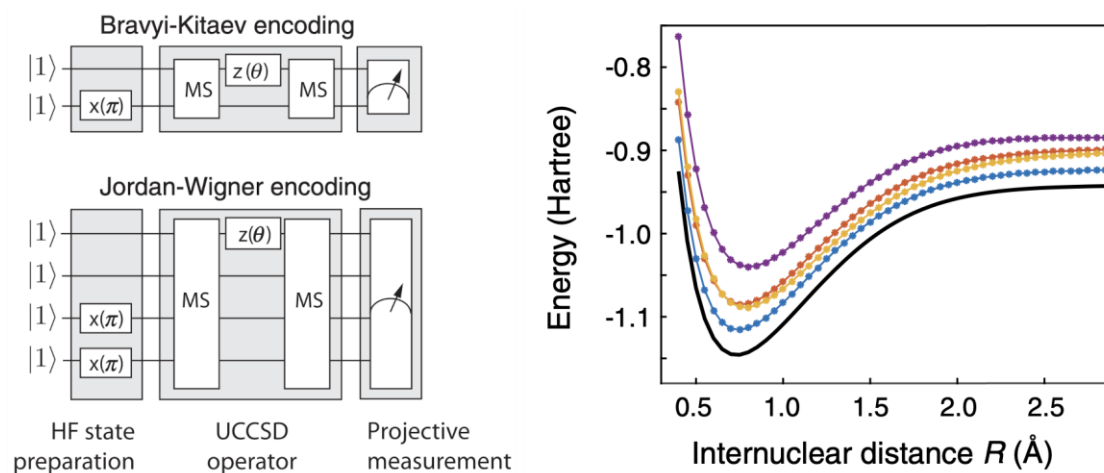 Bravyi-Kitaev encoding
|1⟩
|1⟩
x(π)
MS
z(θ)
MS
Jordan-Wigner encoding
|1⟩
|1⟩
|1⟩
|1⟩
x(π)
x(π)
MS
z(θ)
MS
HF state
preparation
UCCSD
operator
Projective
measurement
Energy (Hartree)
-0.8
-0.9
-1.0
-1.1
0.5 1.0 1.5 2.0 2.5
Internuclear distance R (Å)